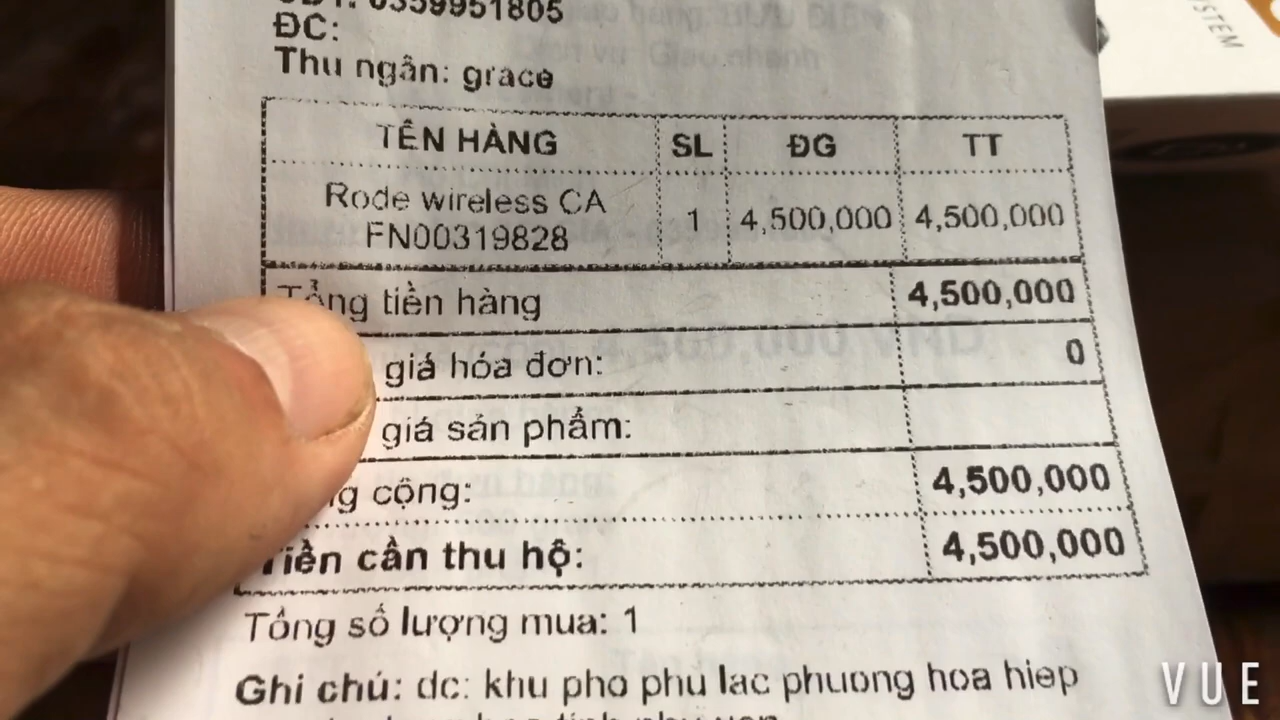 0359951805
ĐC:
Thu ngân: grace
TÊN HÀNG SL ĐG TT
Rode wireless CA
FN00319828 1 4,500,000 4,500,000
Tổng tiền hàng 4,500,000
giá hóa đơn: 0
giá sản phẩm:
cộng: 4,500,000
Tiền cần thu hộ: 4,500,000
Tổng số lượng mua: 1
Ghi chú: dc: khu pho phu lac phuong hoa hiep
SYSTEM
VUE